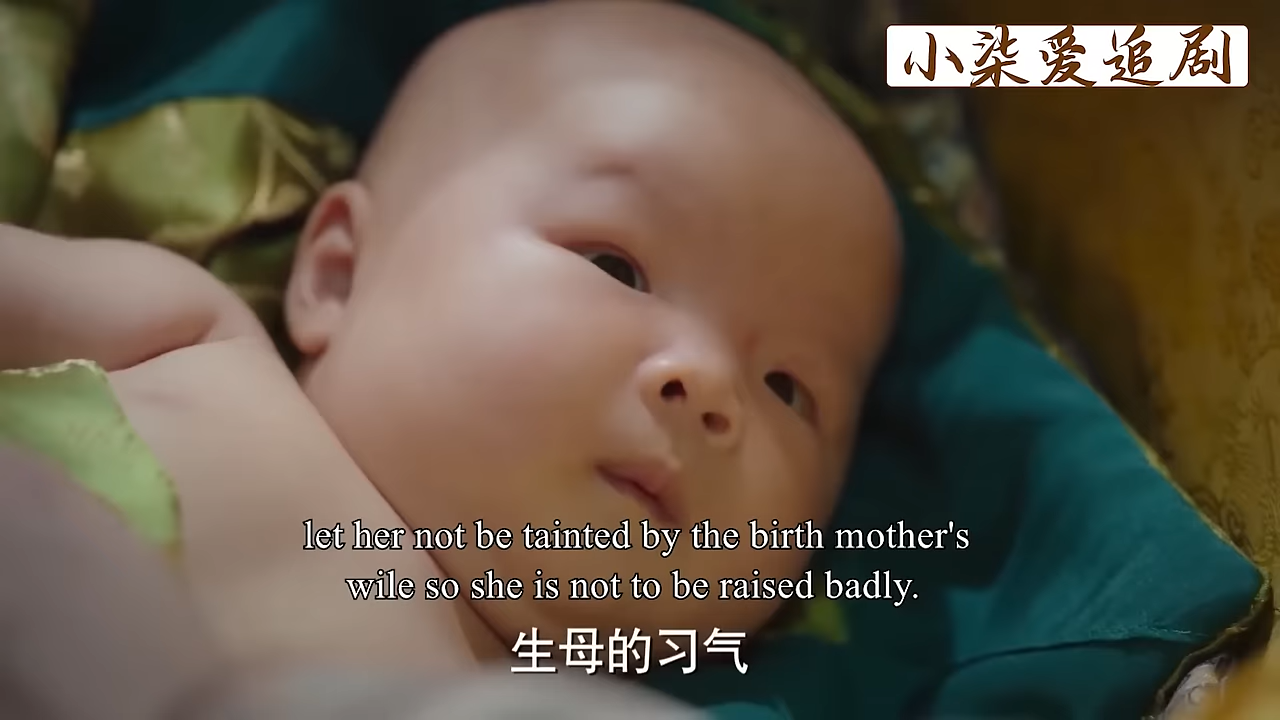 小柒爱追剧
let her not be tainted by the birth mother's
wile so she is not to be raised badly.
生母的习气